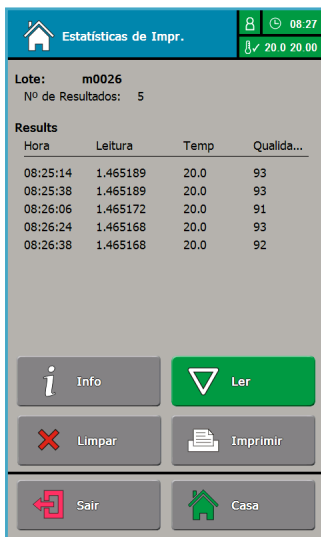 Estatísticas de Impr.
08:27
20.0 20.00
Lote: m0026
Nº de Resultados: 5
Results
Hora Leitura Temp Qualida...
08:25:14 1.465189 20.0 93
08:25:38 1.465189 20.0 93
08:26:06 1.465172 20.0 91
08:26:24 1.465168 20.0 93
08:26:38 1.465168 20.0 92
Info
Ler
Limpar
Imprimir
Sair
Casa